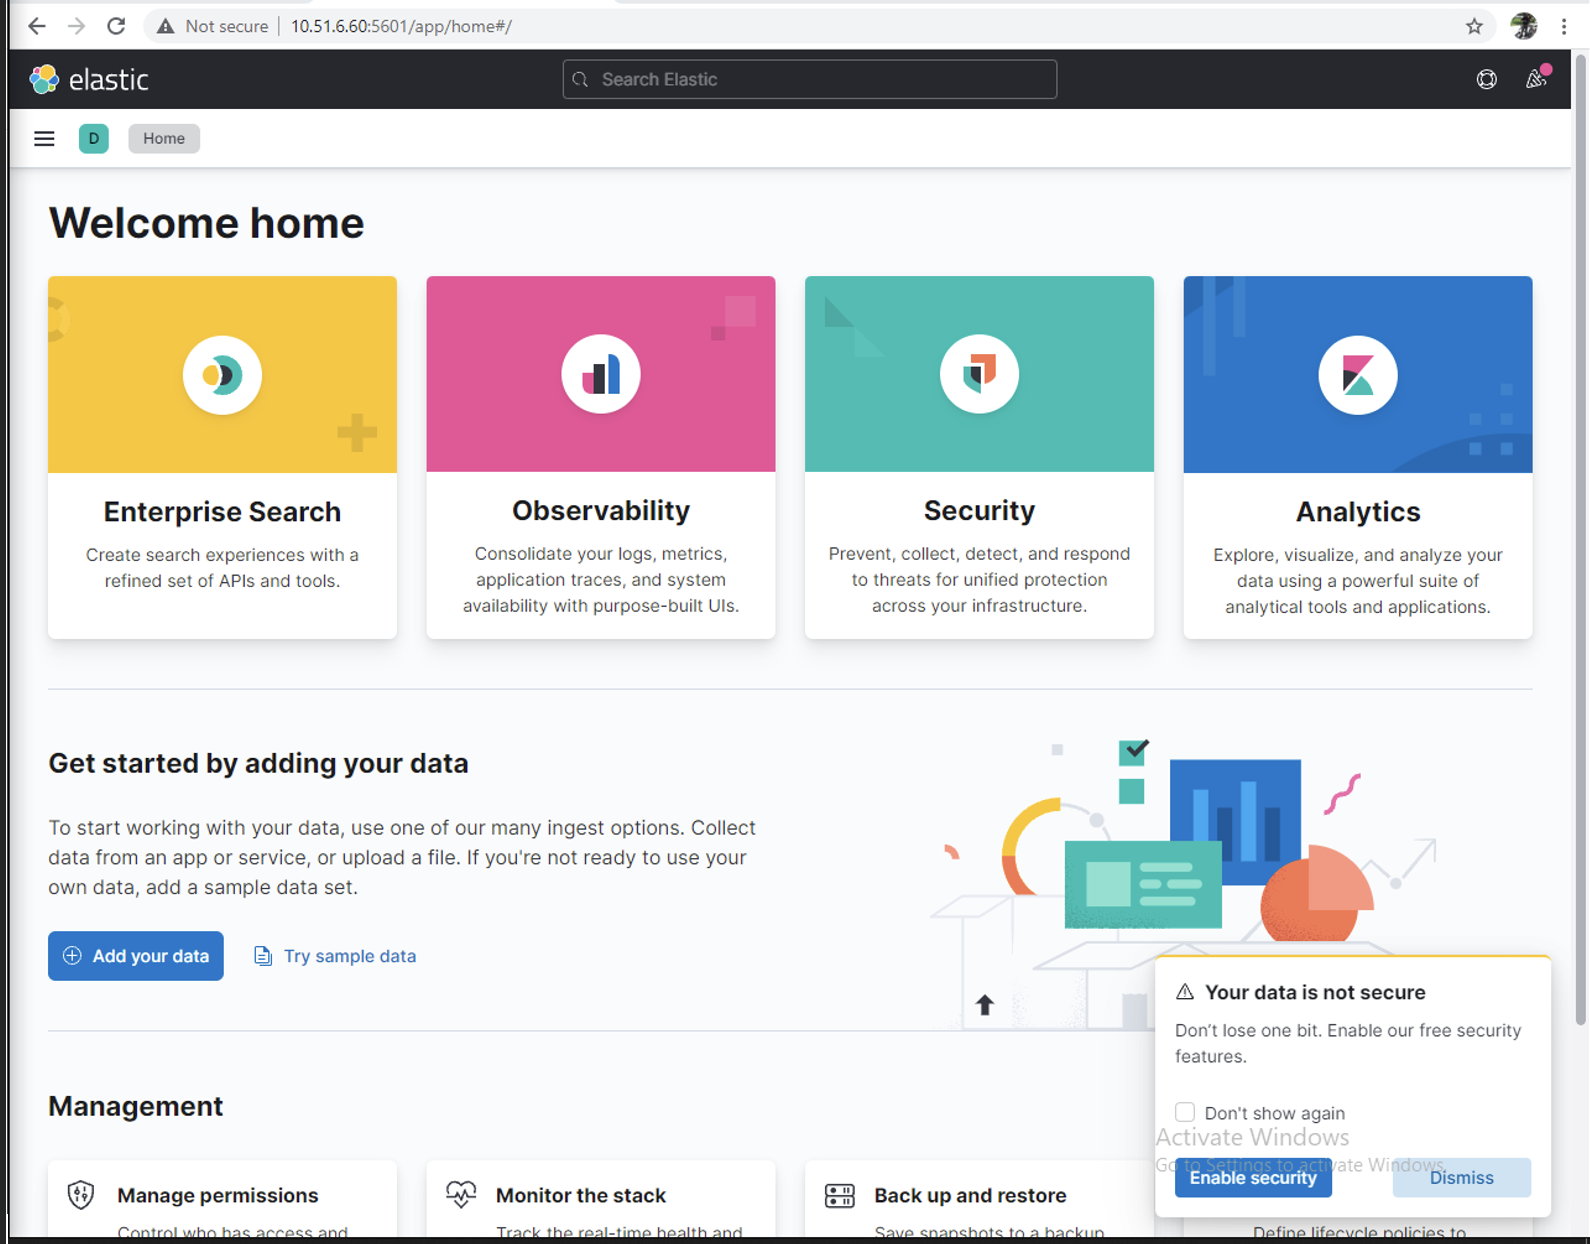 Not secure | 10.51.6.60:5601/app/home#/
elastic
Search Elastic
D
Home
Welcome home
Enterprise Search
Create search experiences with a
refined set of APIs and tools.
Observability
Consolidate your logs, metrics,
application traces, and system
availability with purpose-built UIs.
Security
Prevent, collect, detect, and respond
to threats for unified protection
across your infrastructure.
Analytics
Explore, visualize, and analyze your
data using a powerful suite of
analytical tools and applications.
Get started by adding your data
To start working with your data, use one of our many ingest options. Collect
data from an app or service, or upload a file. If you're not ready to use your
own data, add a sample data set.
Add your data
Try sample data
Your data is not secure
Don’t lose one bit. Enable our free security
features.
Don't show again
Activate Windows
Go to Settings to activate Windows.
Enable security
Dismiss
Management
Manage permissions
Control who has access and
Monitor the stack
Track the real-time health and
Back up and restore
Save snapshots to a backup
Define lifecycle policies to